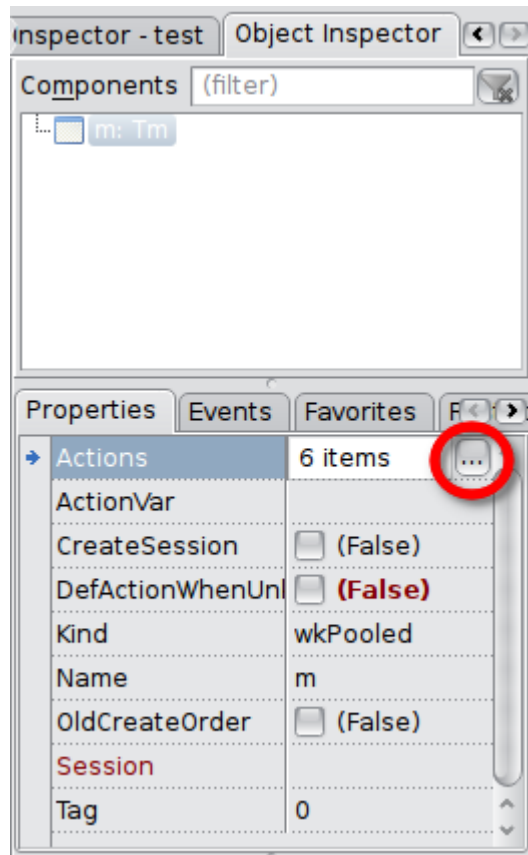 inspector - test Object Inspector
Components (filter)
m: Tm
Properties Events Favorites
Actions 6 items ...
ActionVar
CreateSession (False)
DefActionWhenUnl (False)
Kind wkPooled
Name m
OldCreateOrder (False)
Session
Tag 0